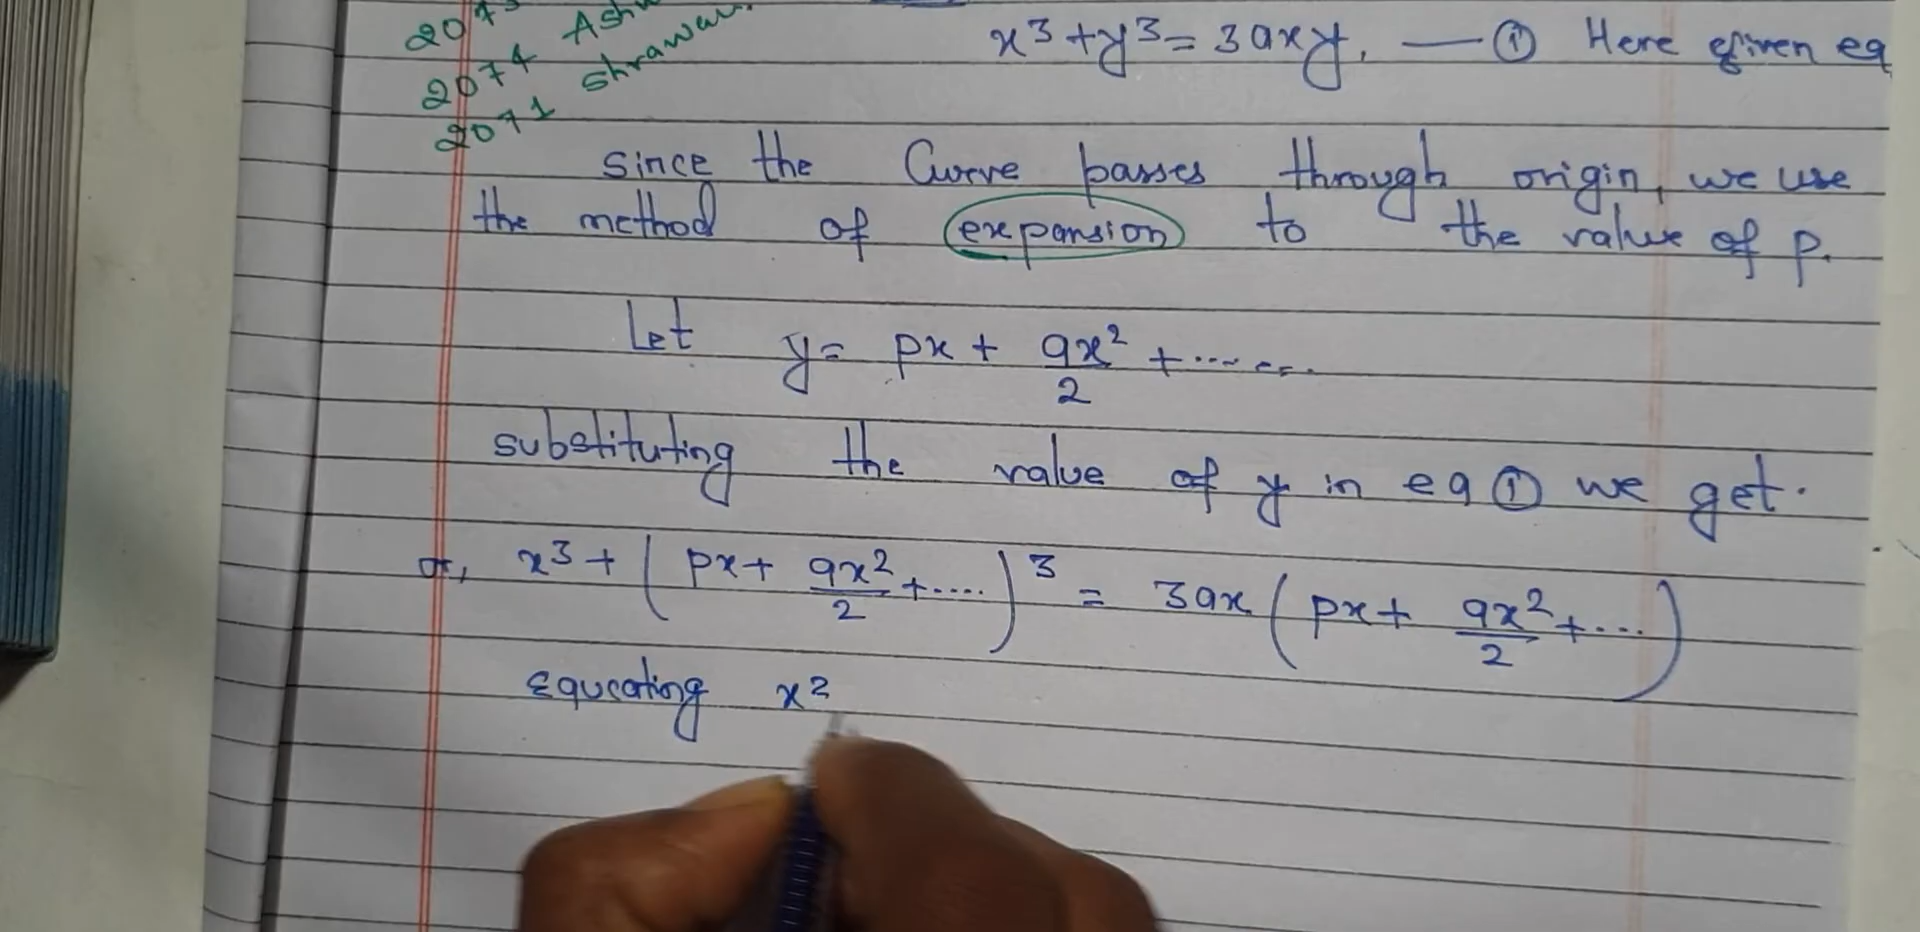 2074 Ash
2071 Shrawan
x³+y³ = 3axy. — ① Here given eq
since the Curve passes through origin, we use
the method of expansion to the value of p.
Let y = px + qx²/2 + .......
substituting the value of y in eq ① we get.
or, x³ + (px + qx²/2 + ....)³ = 3ax (px + qx²/2 + ...)
Equcating x²